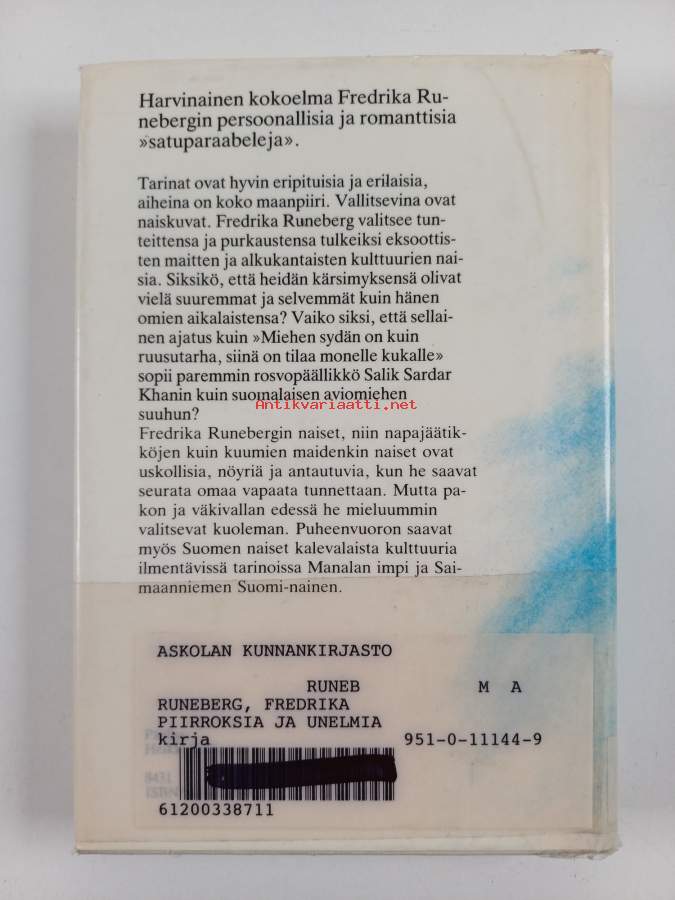 Harvinainen kokoelma Fredrika Ru-
nebergin persoonallisia ja romanttisia
»satuparaabeleja».
Tarinat ovat hyvin eripituisia ja erilaisia,
aiheina on koko maanpiiri. Vallitsevina ovat
naiskuvat. Fredrika Runeberg valitsee tun-
teittensa ja purkaustensa tulkeiksi eksoottis-
ten maitten ja alkukantaisten kulttuurien nai-
sia. Siksikö, että heidän kärsimyksensä olivat
vielä suuremmat ja selvemmät kuin hänen
omien aikalaistensa? Vaiko siksi, että sellai-
nen ajatus kuin »Miehen sydän on kuin
ruusutarha, siinä on tilaa monelle kukalle»
sopii paremmin rosvopäällikkö Salik Sardar
Khanin kuin suomalaisen aviomiehen
suuhun?
Antikvariaatti.net
Fredrika Runebergin naiset, niin napajäätik-
köjen kuin kuumien maidenkin naiset ovat
uskollisia, nöyriä ja antautuvia, kun he saavat
seurata omaa vapaata tunnettaan. Mutta pa-
kon ja väkivallan edessä he mieluummin
valitsevat kuoleman. Puheenvuoron saavat
myös Suomen naiset kalevalaista kulttuuria
ilmentävissä tarinoissa Manalan impi ja Sai-
maanniemen Suomi-nainen.
ASKOLAN KUNNANKIRJASTO
RUNEB M A
RUNEBERG, FREDRIKA
PIIRROKSIA JA UNELMIA
kirja 951-0-11144-9
8431
61200338711